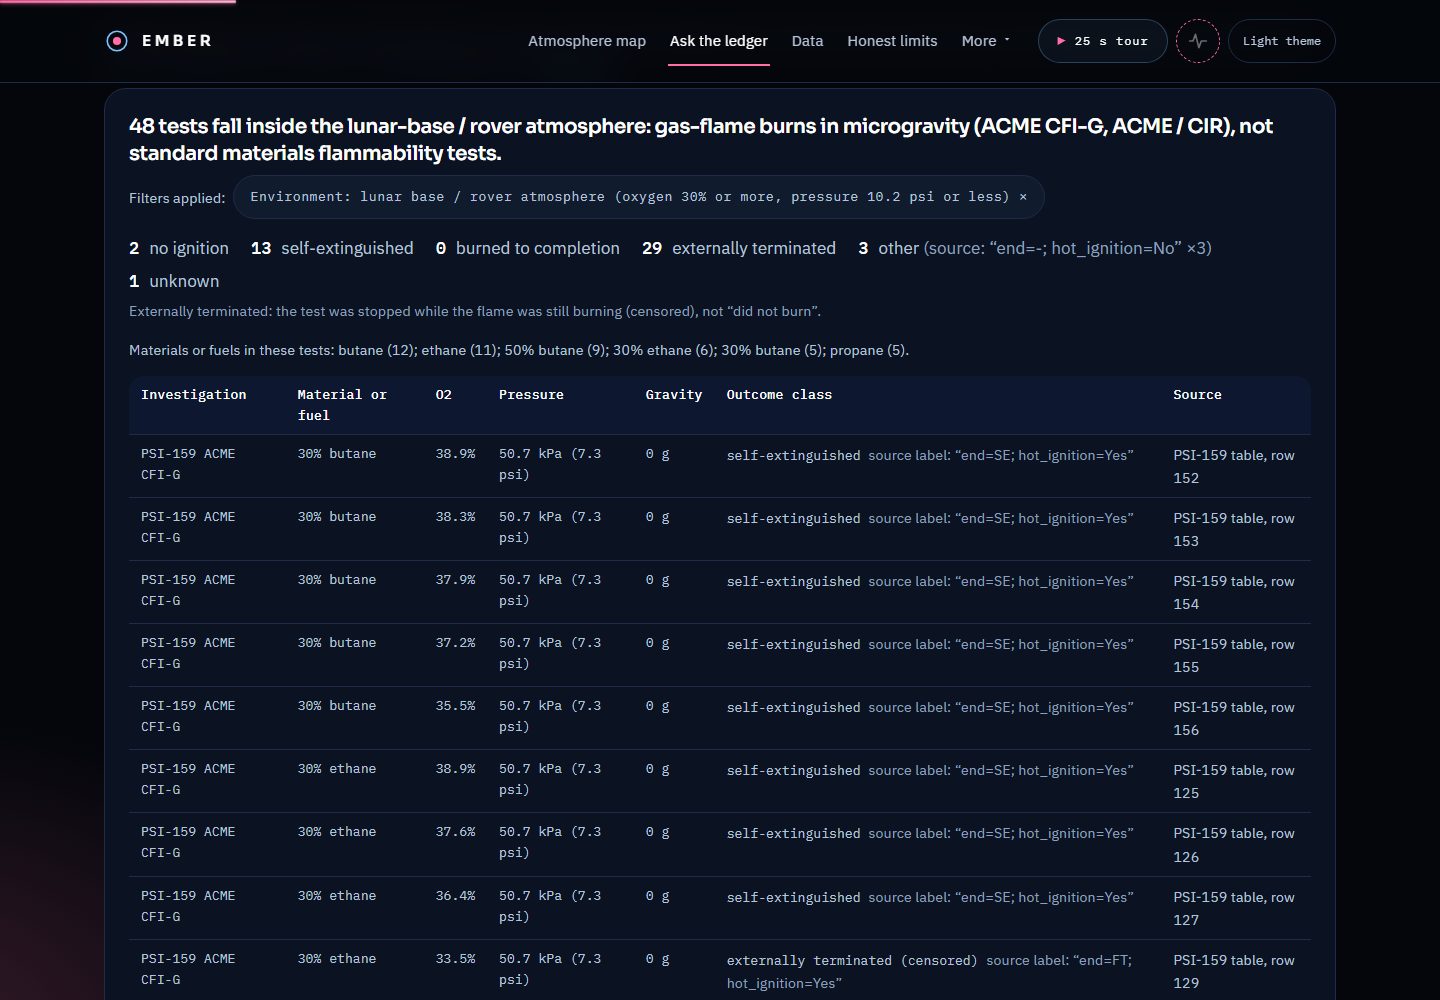 EMBER
Atmosphere map
Ask the ledger
Data
Honest limits
More
25 s tour
Light theme
48 tests fall inside the lunar-base / rover atmosphere: gas-flame burns in microgravity (ACME CFI-G, ACME / CIR), not
standard materials flammability tests.
Filters applied: Environment: lunar base / rover atmosphere (oxygen 30% or more, pressure 10.2 psi or less) ×
2 no ignition 13 self-extinguished 0 burned to completion 29 externally terminated 3 other (source: “end=-; hot_ignition=No” ×3)
1 unknown
Externally terminated: the test was stopped while the flame was still burning (censored), not “did not burn”.
Materials or fuels in these tests: butane (12); ethane (11); 50% butane (9); 30% ethane (6); 30% butane (5); propane (5).
Investigation Material or O2 Pressure Gravity Outcome class Source
fuel
PSI-159 ACME 30% butane 38.9% 50.7 kPa (7.3 0 g self-extinguished source label: “end=SE; hot_ignition=Yes” PSI-159 table, row
CFI-G psi) 152
PSI-159 ACME 30% butane 38.3% 50.7 kPa (7.3 0 g self-extinguished source label: “end=SE; hot_ignition=Yes” PSI-159 table, row
CFI-G psi) 153
PSI-159 ACME 30% butane 37.9% 50.7 kPa (7.3 0 g self-extinguished source label: “end=SE; hot_ignition=Yes” PSI-159 table, row
CFI-G psi) 154
PSI-159 ACME 30% butane 37.2% 50.7 kPa (7.3 0 g self-extinguished source label: “end=SE; hot_ignition=Yes” PSI-159 table, row
CFI-G psi) 155
PSI-159 ACME 30% butane 35.5% 50.7 kPa (7.3 0 g self-extinguished source label: “end=SE; hot_ignition=Yes” PSI-159 table, row
CFI-G psi) 156
PSI-159 ACME 30% ethane 38.9% 50.7 kPa (7.3 0 g self-extinguished source label: “end=SE; hot_ignition=Yes” PSI-159 table, row
CFI-G psi) 125
PSI-159 ACME 30% ethane 37.6% 50.7 kPa (7.3 0 g self-extinguished source label: “end=SE; hot_ignition=Yes” PSI-159 table, row
CFI-G psi) 126
PSI-159 ACME 30% ethane 36.4% 50.7 kPa (7.3 0 g self-extinguished source label: “end=SE; hot_ignition=Yes” PSI-159 table, row
CFI-G psi) 127
PSI-159 ACME 30% ethane 33.5% 50.7 kPa (7.3 0 g externally terminated (censored) source label: “end=FT; PSI-159 table, row
CFI-G psi) hot_ignition=Yes” 129